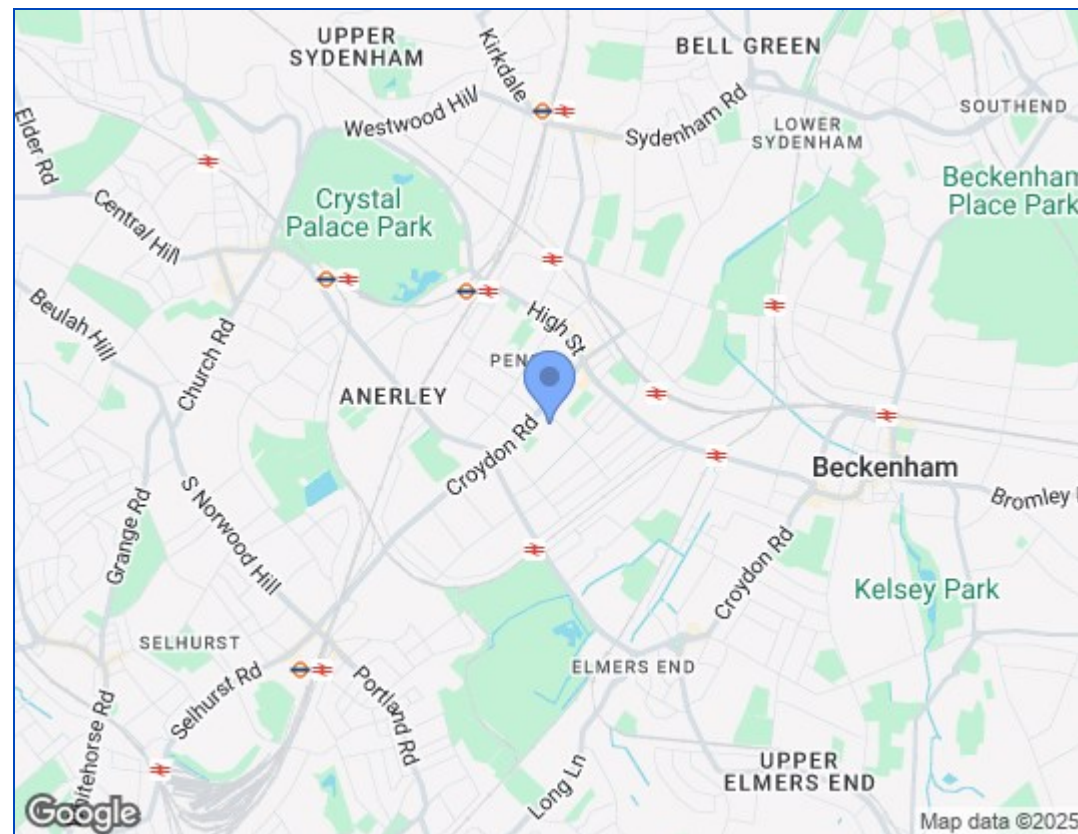 UPPER
SYDENHAM
Kirkdale
BELL GREEN
SOUTHEND
Elder Rd
Westwood Hill
Sydenham Rd
LOWER
SYDENHAM
Central Hill
Crystal
Palace Park
Beckenham
Place Park
Beulah Hill
Church Rd
High St
PEN
ANERLEY
Croydon Rd
Beckenham
Bromley
S Norwood Hill
Grange Rd
Croydon Rd
Kelsey Park
SELHURST
Selhurst Rd
Portland Rd
ELMERS END
Whitehorse Rd
Long Ln
UPPER
ELMERS END
Google
Map data ©2025